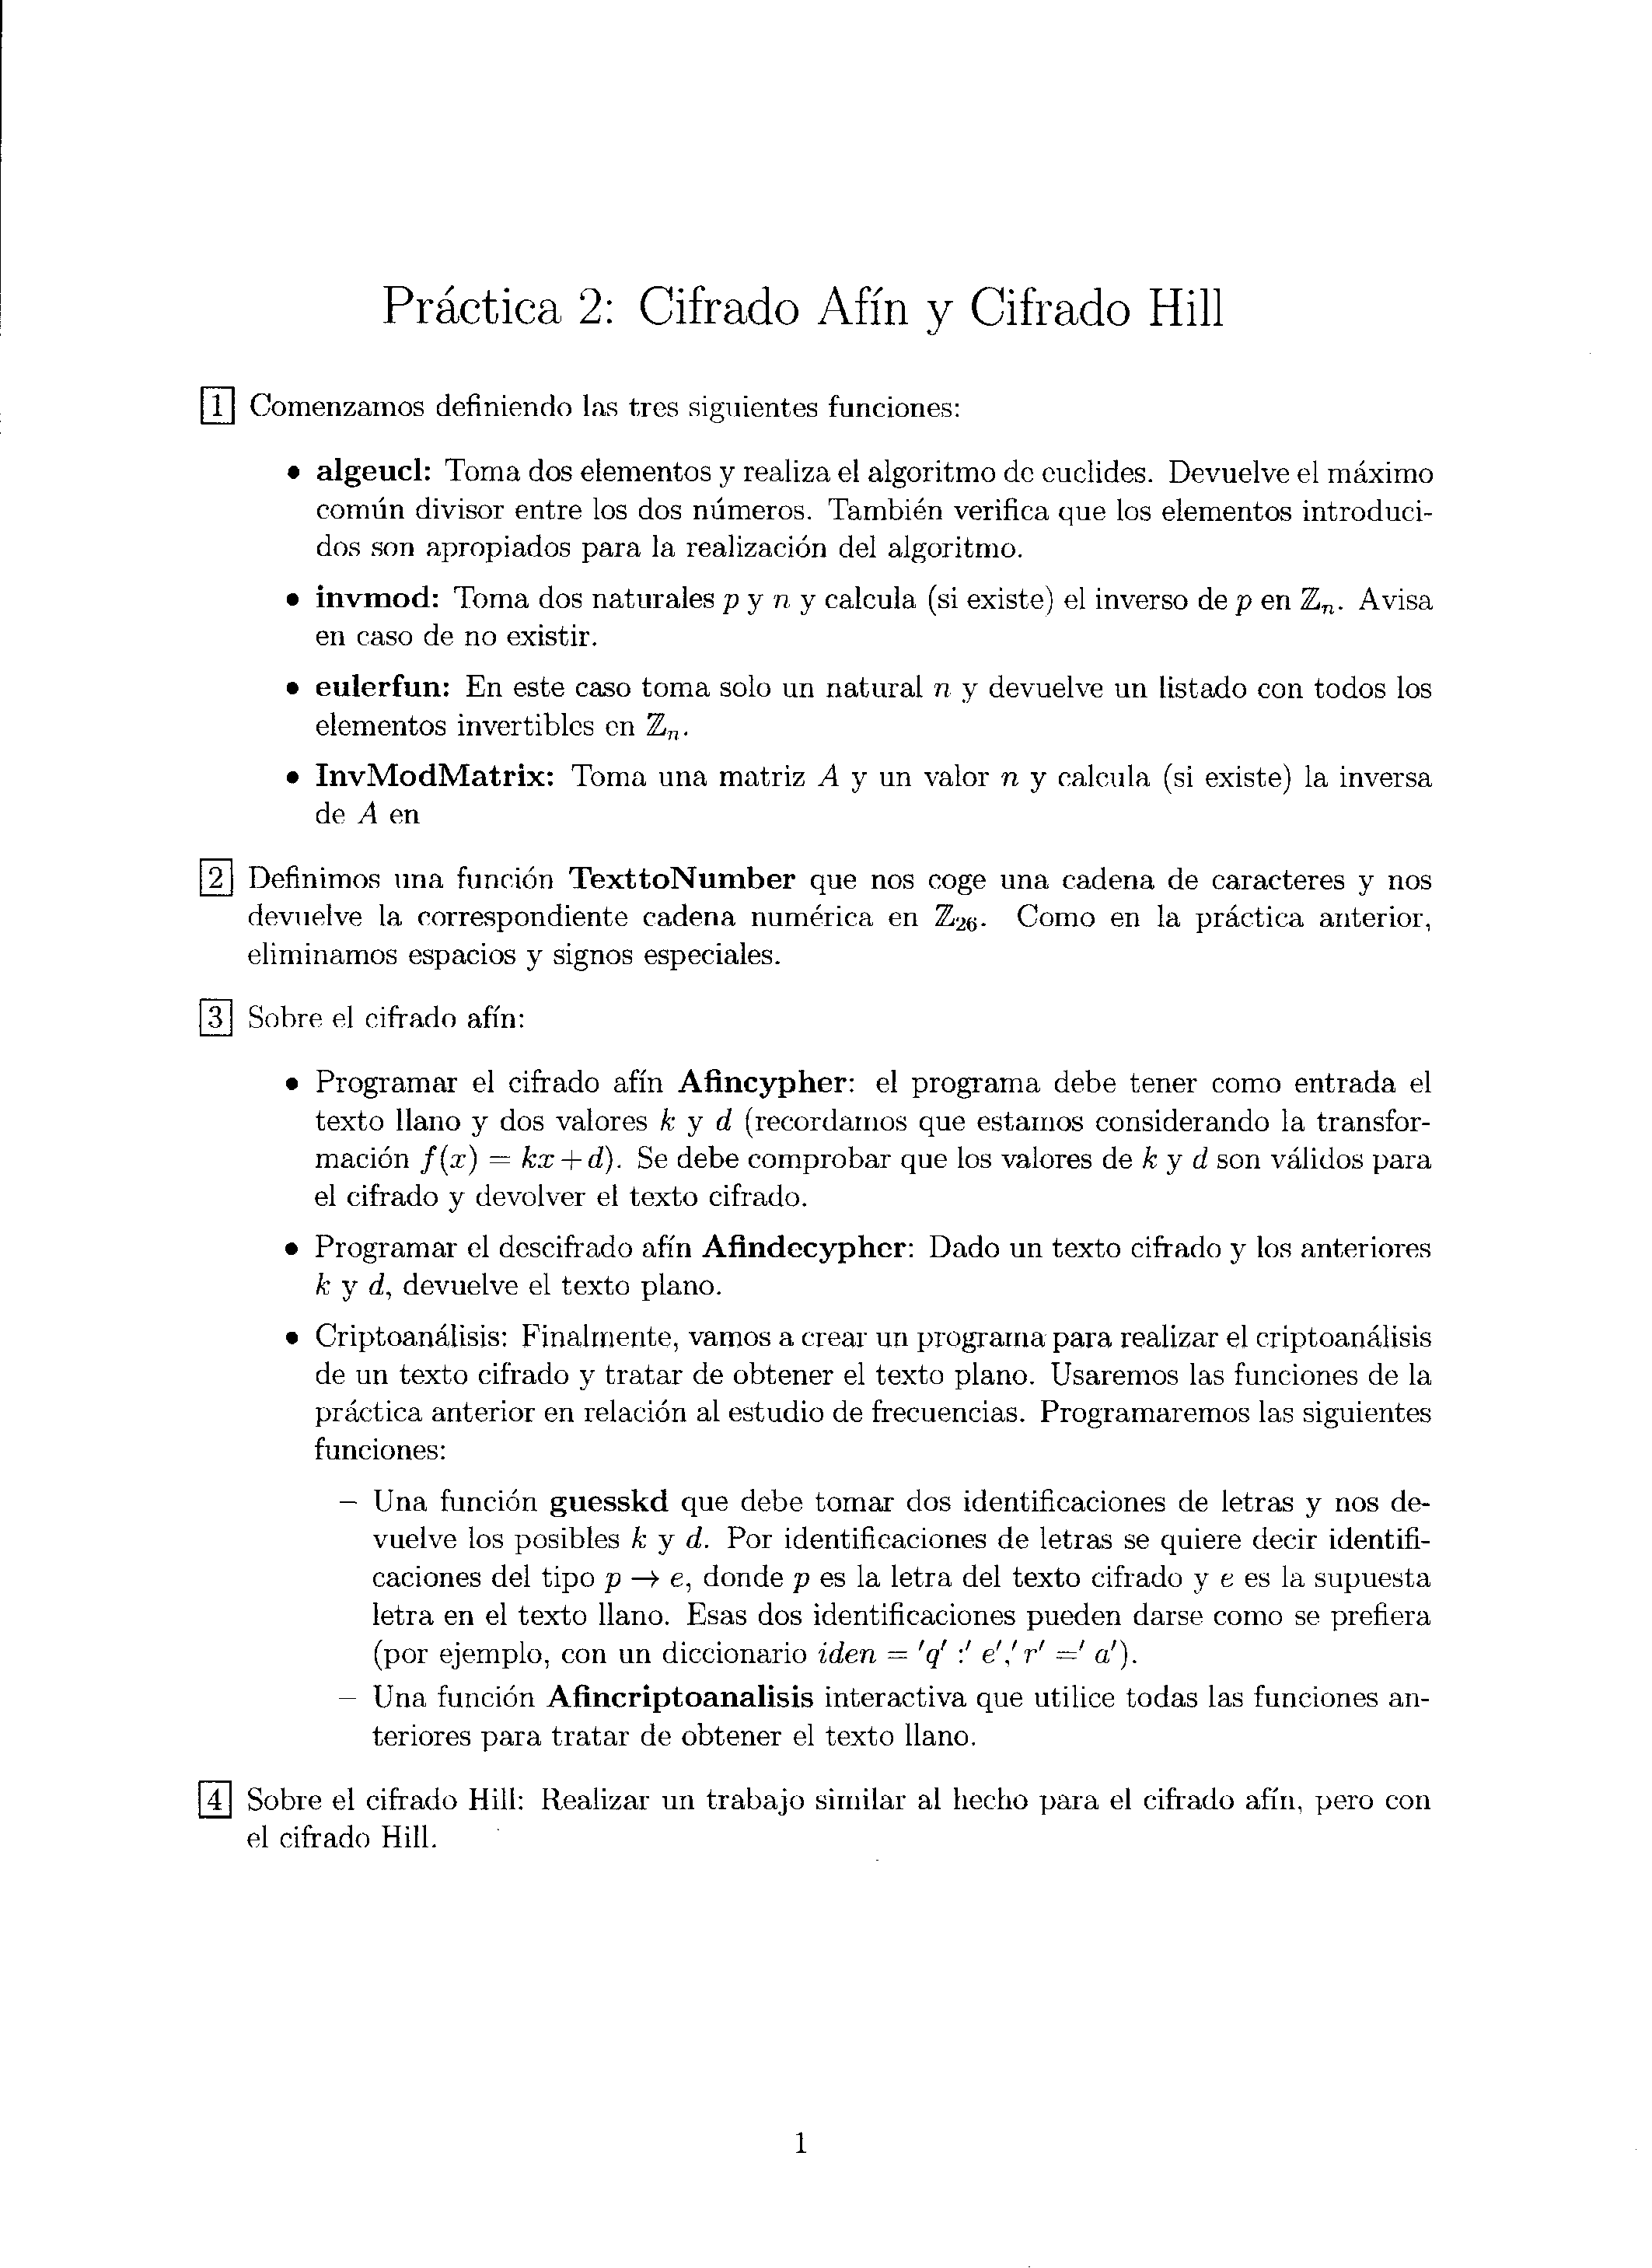 Práctica 2: Cifrado Afín y Cifrado Hill
1 Comenzamos definiendo las tres siguientes funciones:
• algeucl: Toma dos elementos y realiza el algoritmo de euclides. Devuelve el máximo
común divisor entre los dos números. También verifica que los elementos introduci-
dos son apropiados para la realización del algoritmo.
• invmod: Toma dos naturales p y n y calcula (si existe) el inverso de p en ℤₙ. Avisa
en caso de no existir.
• eulerfun: En este caso toma solo un natural n y devuelve un listado con todos los
elementos invertibles en ℤₙ.
• InvModMatrix: Toma una matriz A y un valor n y calcula (si existe) la inversa
de A en
2 Definimos una función TexttoNumber que nos coge una cadena de caracteres y nos
devuelve la correspondiente cadena numérica en ℤ₂₆. Como en la práctica anterior,
eliminamos espacios y signos especiales.
3 Sobre el cifrado afín:
• Programar el cifrado afín Afincypher: el programa debe tener como entrada el
texto llano y dos valores k y d (recordamos que estamos considerando la transfor-
mación f(x) = kx + d). Se debe comprobar que los valores de k y d son válidos para
el cifrado y devolver el texto cifrado.
• Programar el descifrado afín Afindecypher: Dado un texto cifrado y los anteriores
k y d, devuelve el texto plano.
• Criptoanálisis: Finalmente, vamos a crear un programa para realizar el criptoanálisis
de un texto cifrado y tratar de obtener el texto plano. Usaremos las funciones de la
práctica anterior en relación al estudio de frecuencias. Programaremos las siguientes
funciones:
– Una función guesskd que debe tomar dos identificaciones de letras y nos de-
vuelve los posibles k y d. Por identificaciones de letras se quiere decir identifi-
caciones del tipo p → e, donde p es la letra del texto cifrado y e es la supuesta
letra en el texto llano. Esas dos identificaciones pueden darse como se prefiera
(por ejemplo, con un diccionario iden = ′q′ :′ e′,′ r′ =′ a′).
– Una función Afincriptoanalisis interactiva que utilice todas las funciones an-
teriores para tratar de obtener el texto llano.
4 Sobre el cifrado Hill: Realizar un trabajo similar al hecho para el cifrado afín, pero con
el cifrado Hill.
1